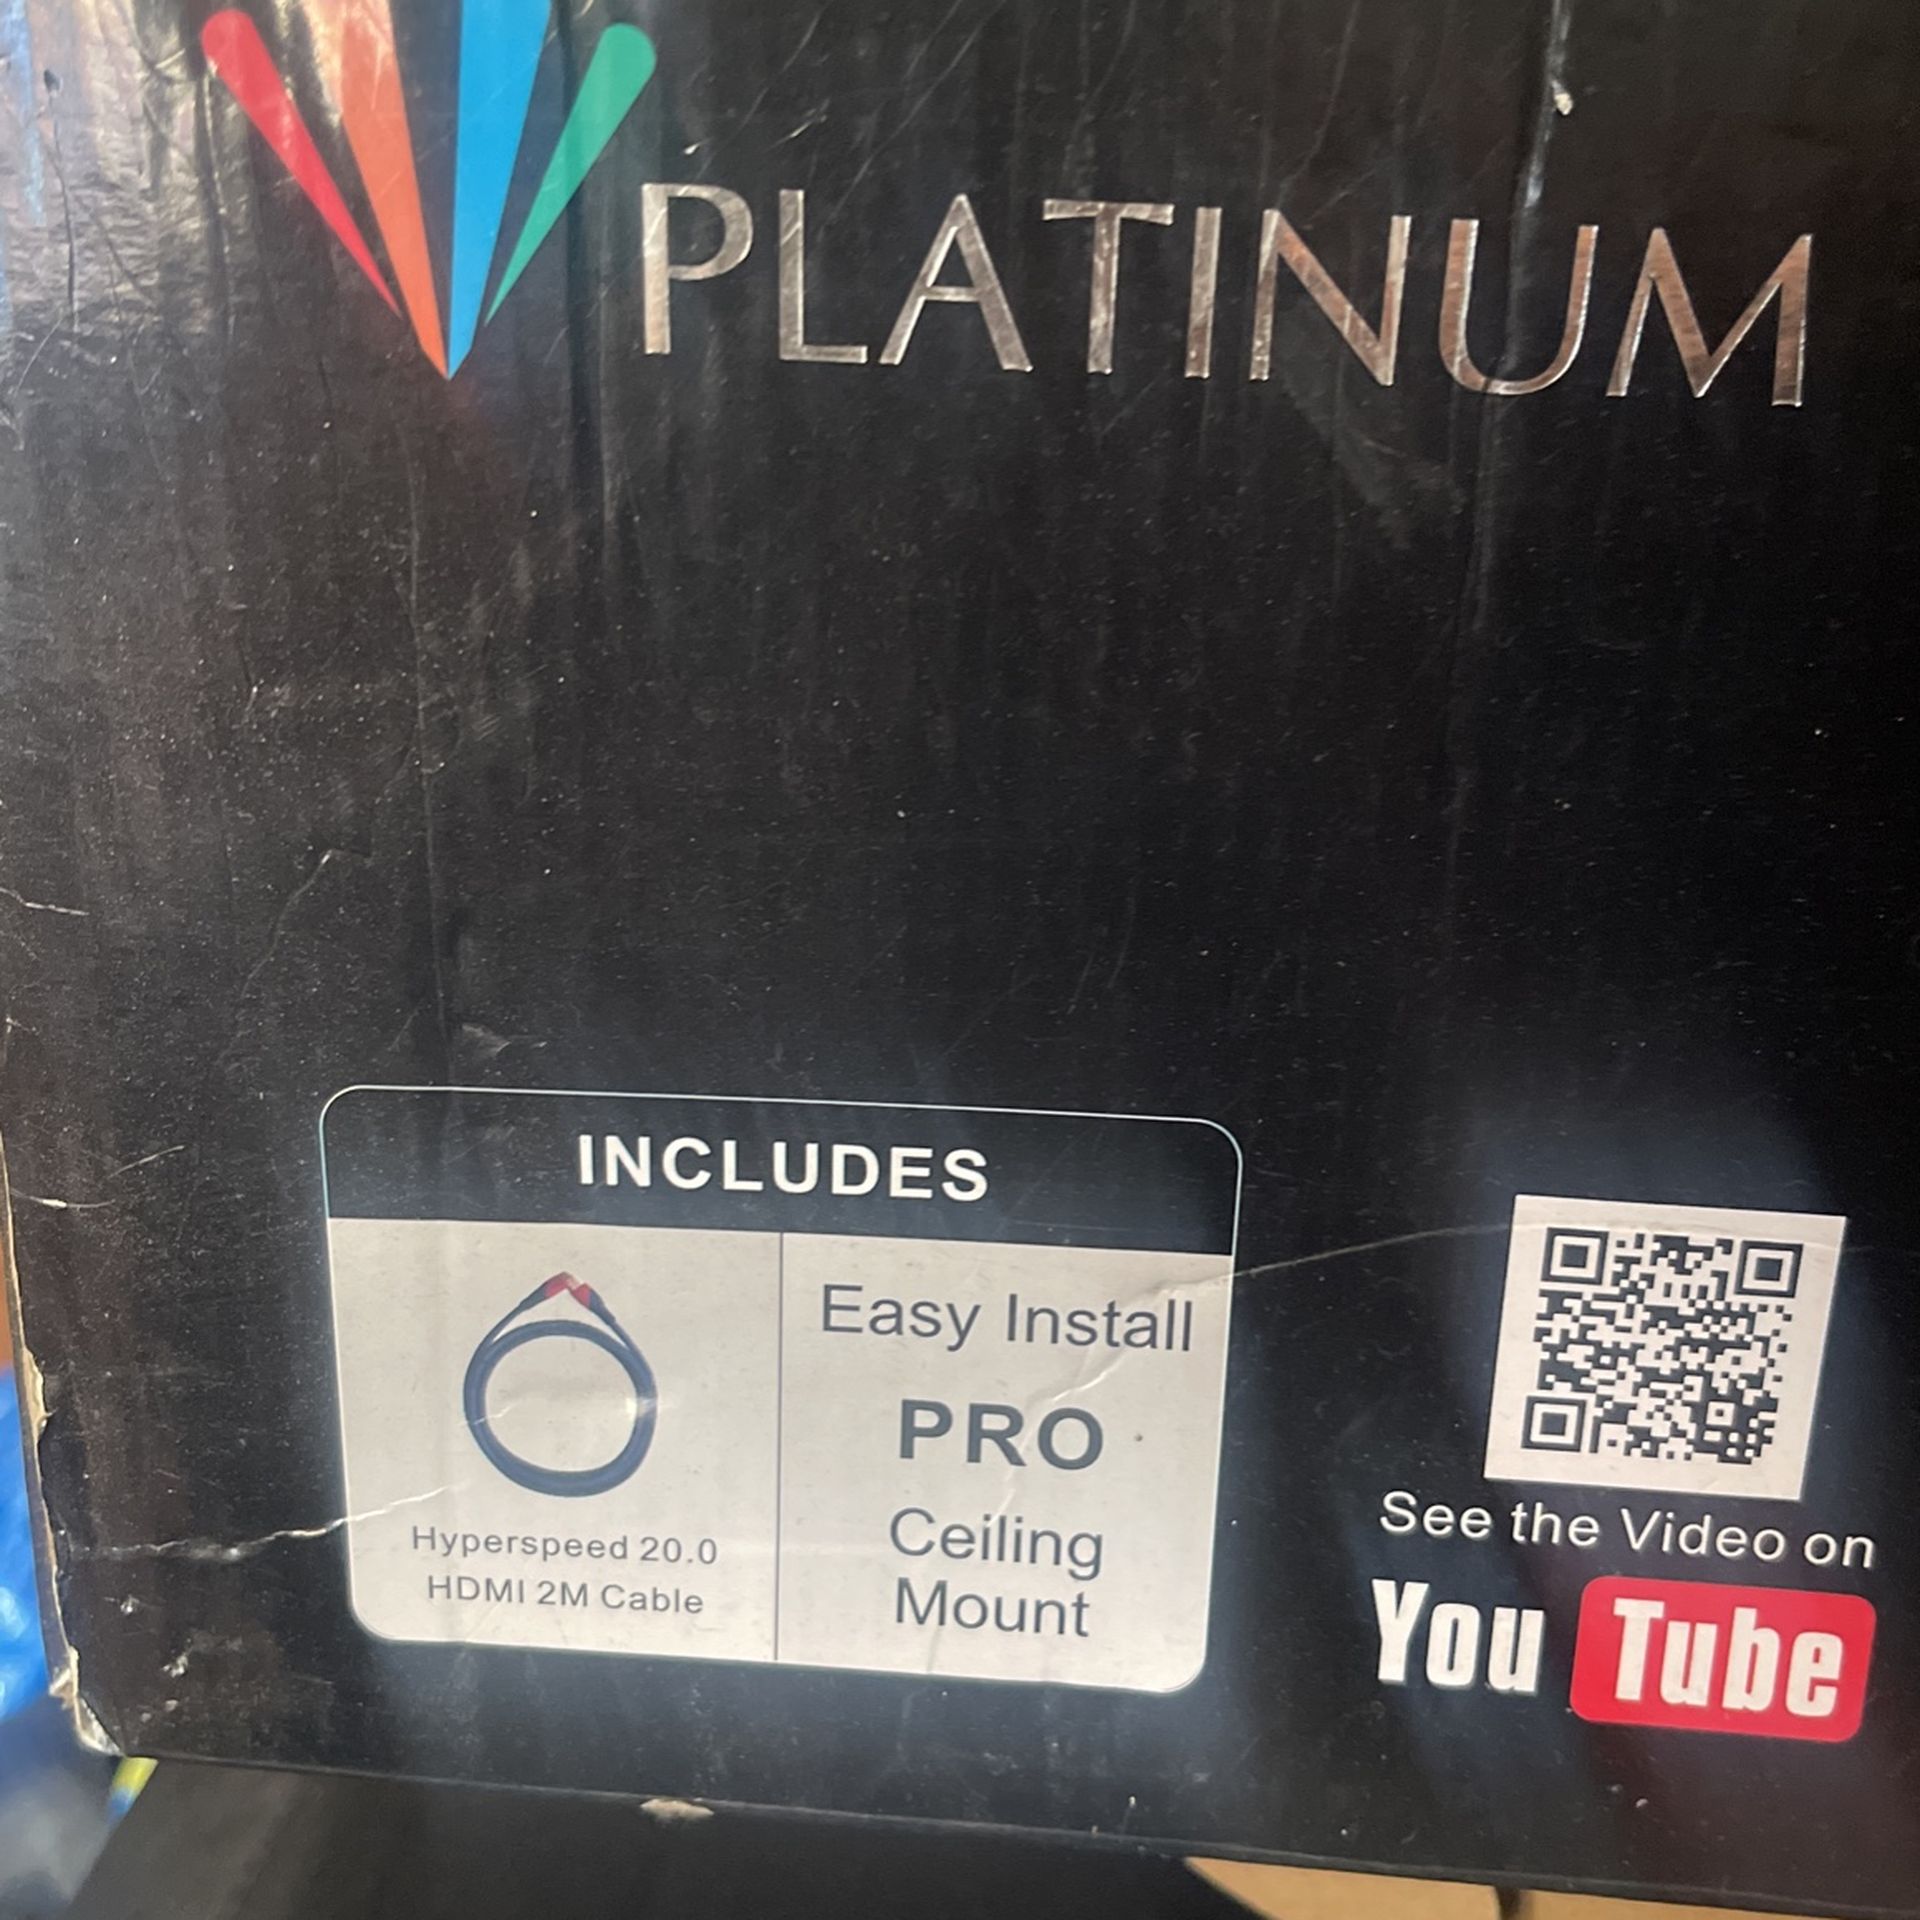 PLATINUM
INCLUDES
Hyperspeed 20.0
HDMI 2M Cable
Easy Install
PRO
Ceiling
Mount
See the Video on
You Tube